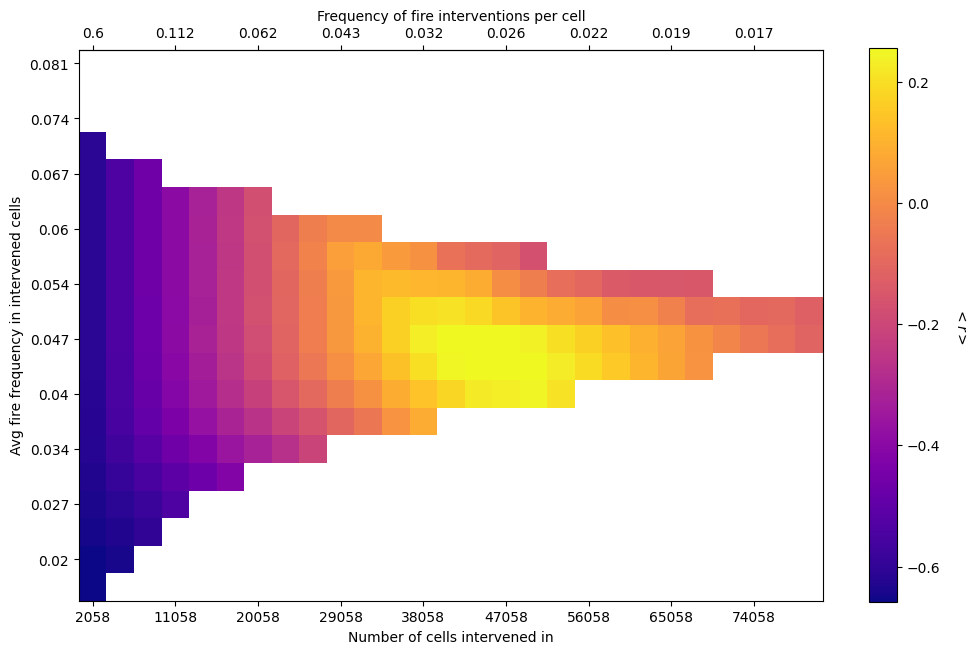 Frequency of fire interventions per cell
0.6 0.112 0.062 0.043 0.032 0.026 0.022 0.019 0.017
0.081
0.074
0.067
0.06
0.054
0.047
0.04
0.034
0.027
0.02
Avg fire frequency in intervened cells
2058 11058 20058 29058 38058 47058 56058 65058 74058
Number of cells intervened in
0.2
0.0
−0.2
−0.4
−0.6
< r >